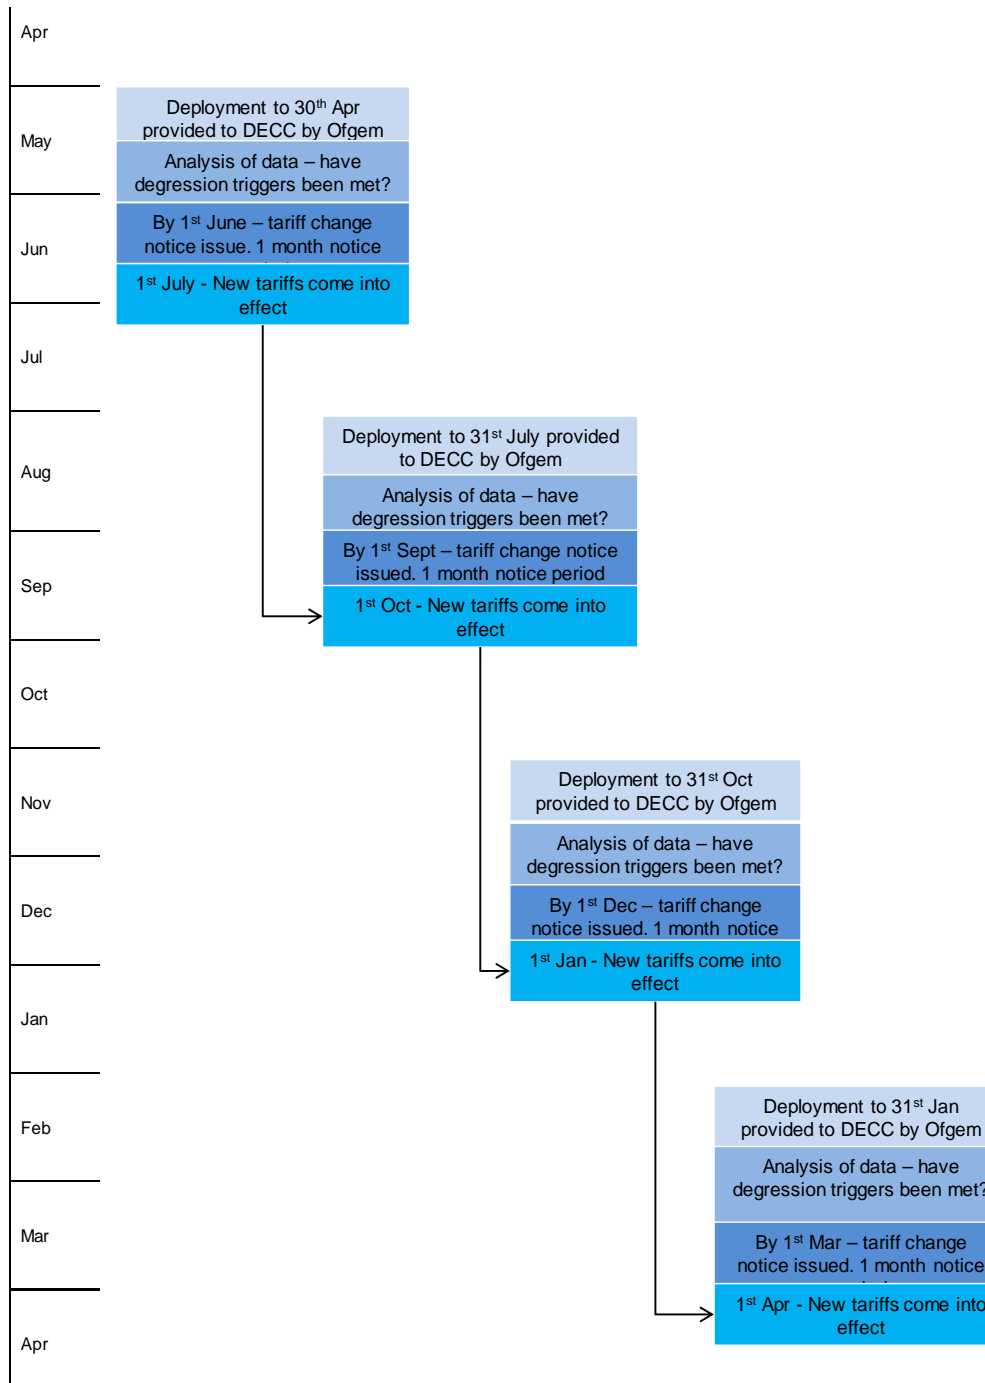 Apr
May
Jun
Jul
Aug
Sep
Oct
Nov
Dec
Jan
Feb
Mar
Apr
Deployment to 30th Apr
provided to DECC by Ofgem
Analysis of data – have
degression triggers been met?
By 1st June – tariff change
notice issue. 1 month notice
1st July - New tariffs come into
effect
Deployment to 31st July provided
to DECC by Ofgem
Analysis of data – have
degression triggers been met?
By 1st Sept – tariff change notice
issued. 1 month notice period
1st Oct - New tariffs come into
effect
Deployment to 31st Oct
provided to DECC by Ofgem
Analysis of data – have
degression triggers been met?
By 1st Dec – tariff change
notice issued. 1 month notice
1st Jan - New tariffs come into
effect
Deployment to 31st Jan
provided to DECC by Ofgem
Analysis of data – have
degression triggers been met?
By 1st Mar – tariff change
notice issued. 1 month notice
1st Apr - New tariffs come into
effect